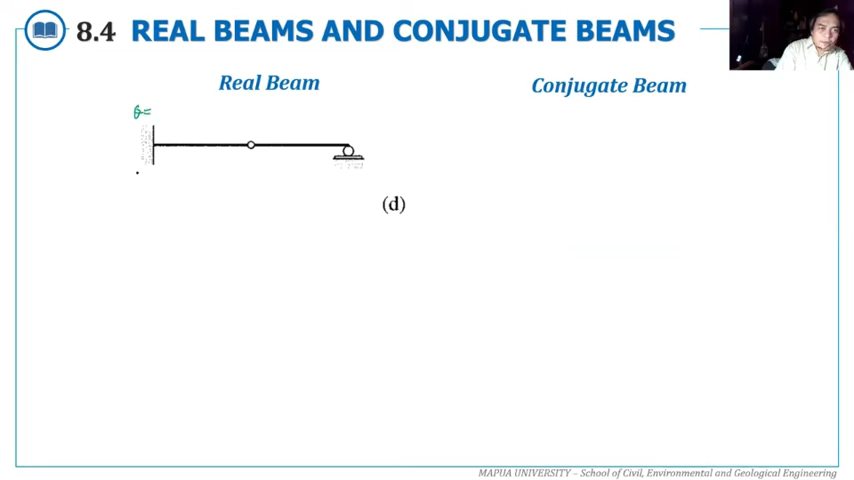 8.4 REAL BEAMS AND CONJUGATE BEAMS
Real Beam
Conjugate Beam
θ=
(d)
MAPUA UNIVERSITY – School of Civil, Environmental and Geological Engineering